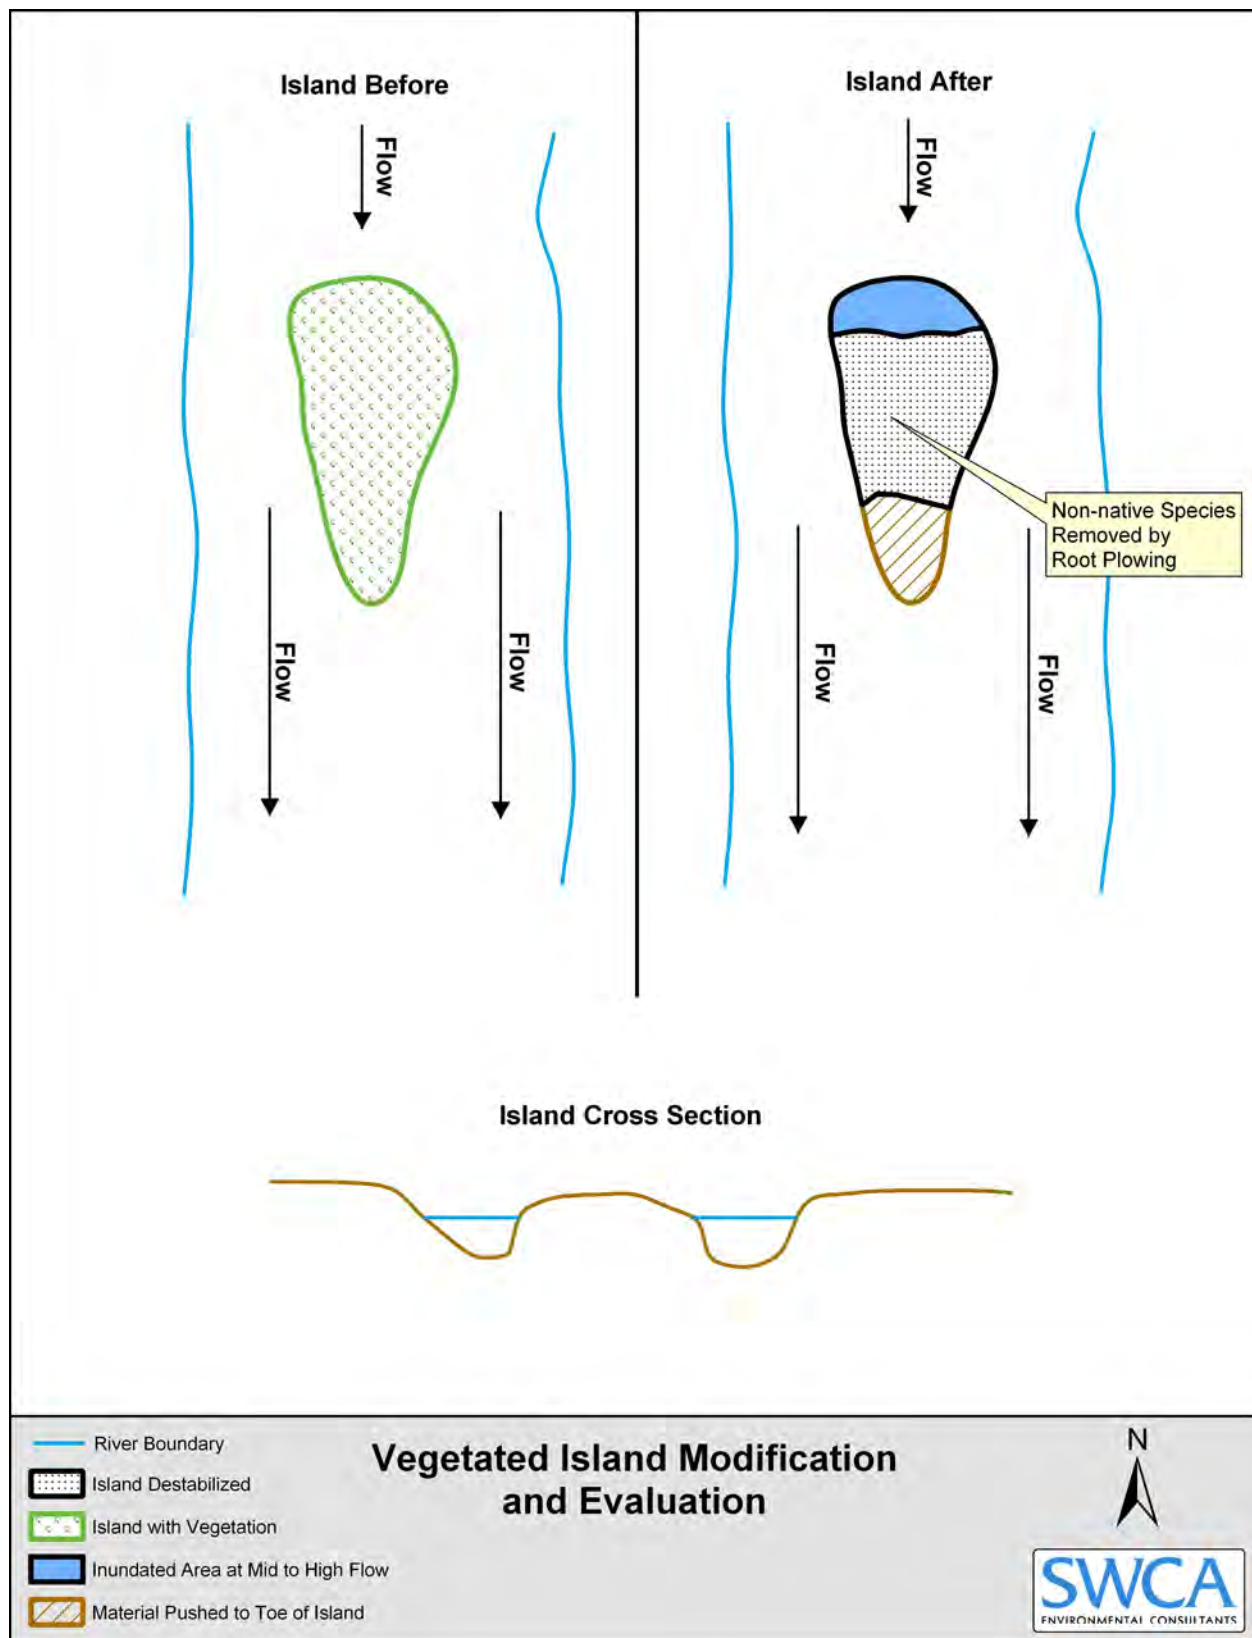 Island Before
Flow
Flow
Flow
Island After
Flow
Flow
Flow
Non-native Species
Removed by
Root Plowing
Island Cross Section
River Boundary
Island Destabilized
Island with Vegetation
Inundated Area at Mid to High Flow
Material Pushed to Toe of Island
Vegetated Island Modification
and Evaluation
N
SWCA
ENVIRONMENTAL CONSULTANTS